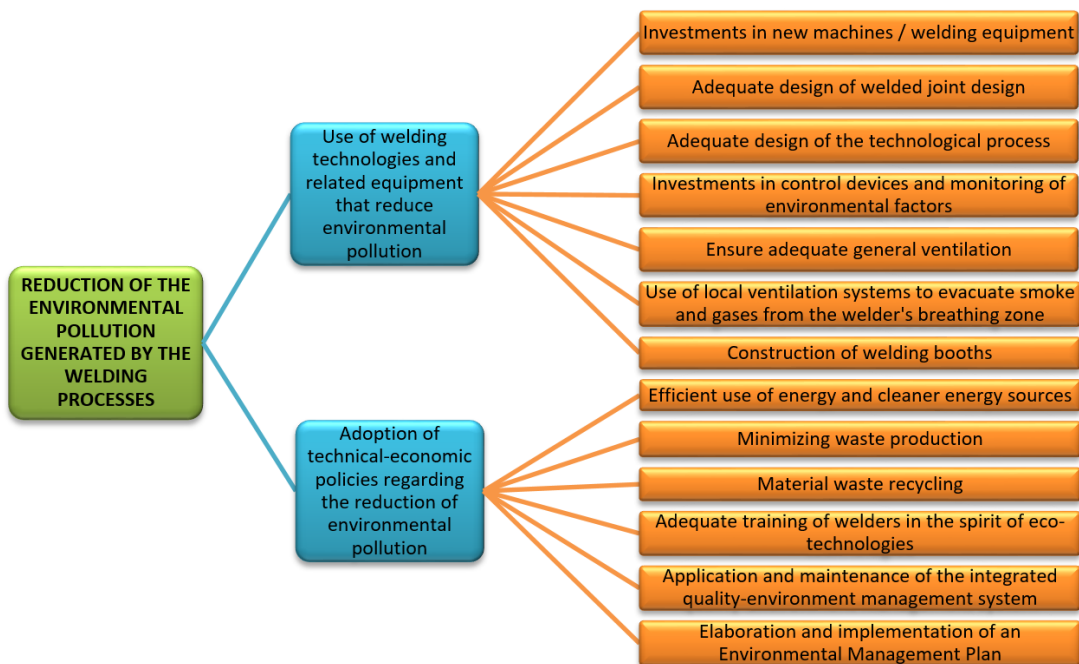 REDUCTION OF THE
ENVIRONMENTAL
POLLUTION
GENERATED BY THE
WELDING
PROCESSES
Use of welding
technologies and
related equipment
that reduce
environmental
pollution
Investments in new machines / welding equipment
Adequate design of welded joint design
Adequate design of the technological process
Investments in control devices and monitoring of
environmental factors
Ensure adequate general ventilation
Use of local ventilation systems to evacuate smoke
and gases from the welder's breathing zone
Construction of welding booths
Adoption of
technical-economic
policies regarding
the reduction of
environmental
pollution
Efficient use of energy and cleaner energy sources
Minimizing waste production
Material waste recycling
Adequate training of welders in the spirit of eco-
technologies
Application and maintenance of the integrated
quality-environment management system
Elaboration and implementation of an
Environmental Management Plan